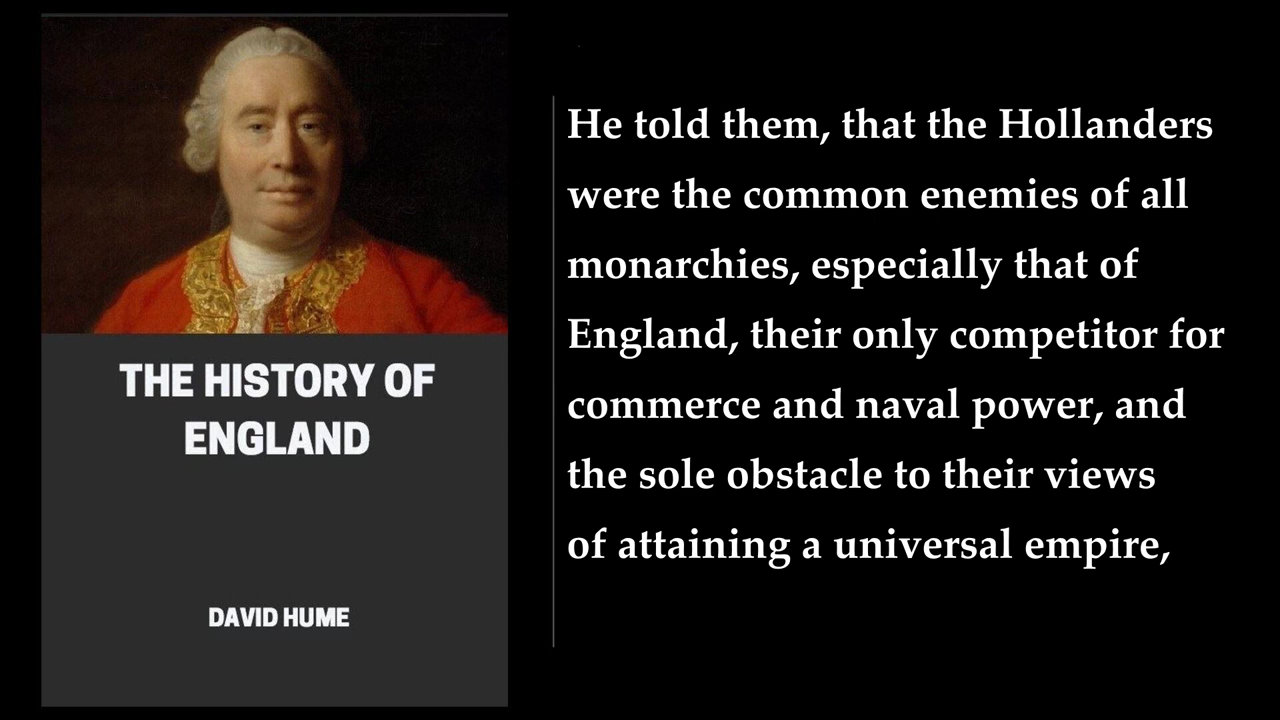 THE HISTORY OF
ENGLAND
DAVID HUME
He told them, that the Hollanders
were the common enemies of all
monarchies, especially that of
England, their only competitor for
commerce and naval power, and
the sole obstacle to their views
of attaining a universal empire,